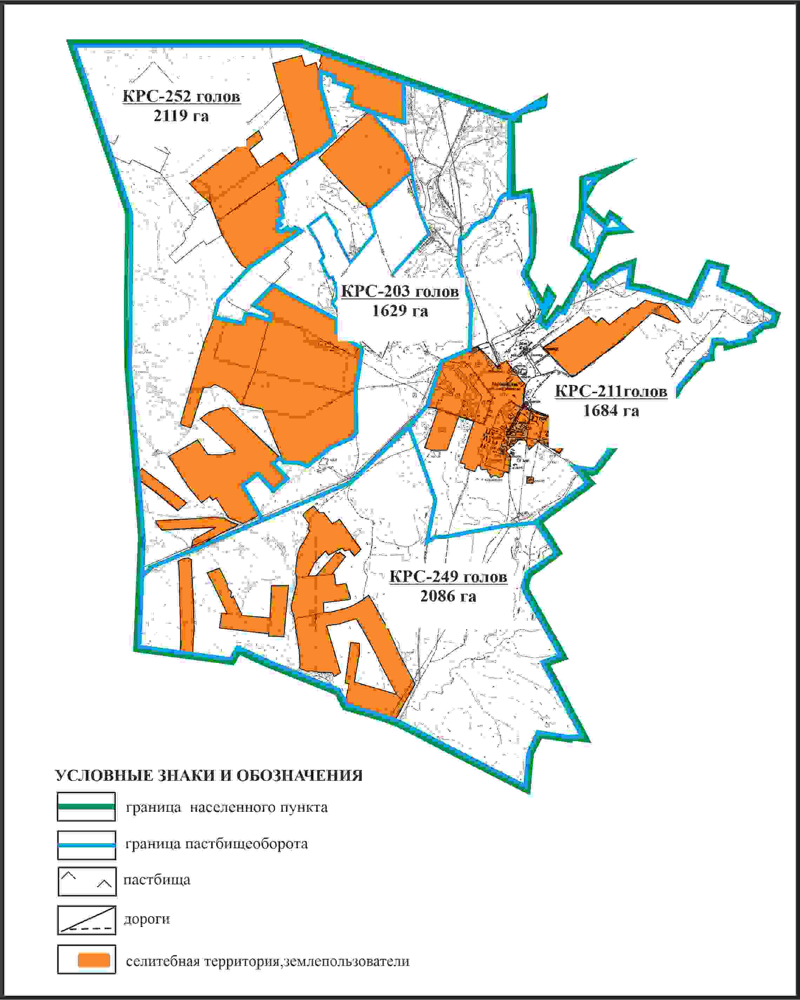 КРС-252 голов
2119 га
КРС-203 голов
1629 га
КРС-211голов
1684 га
КРС-249 голов
2086 га
УСЛОВНЫЕ ЗНАКИ И ОБОЗНАЧЕНИЯ
граница населенного пункта
граница пастбищеоборота
пастбища
дороги
селитебная территория,землепользователи